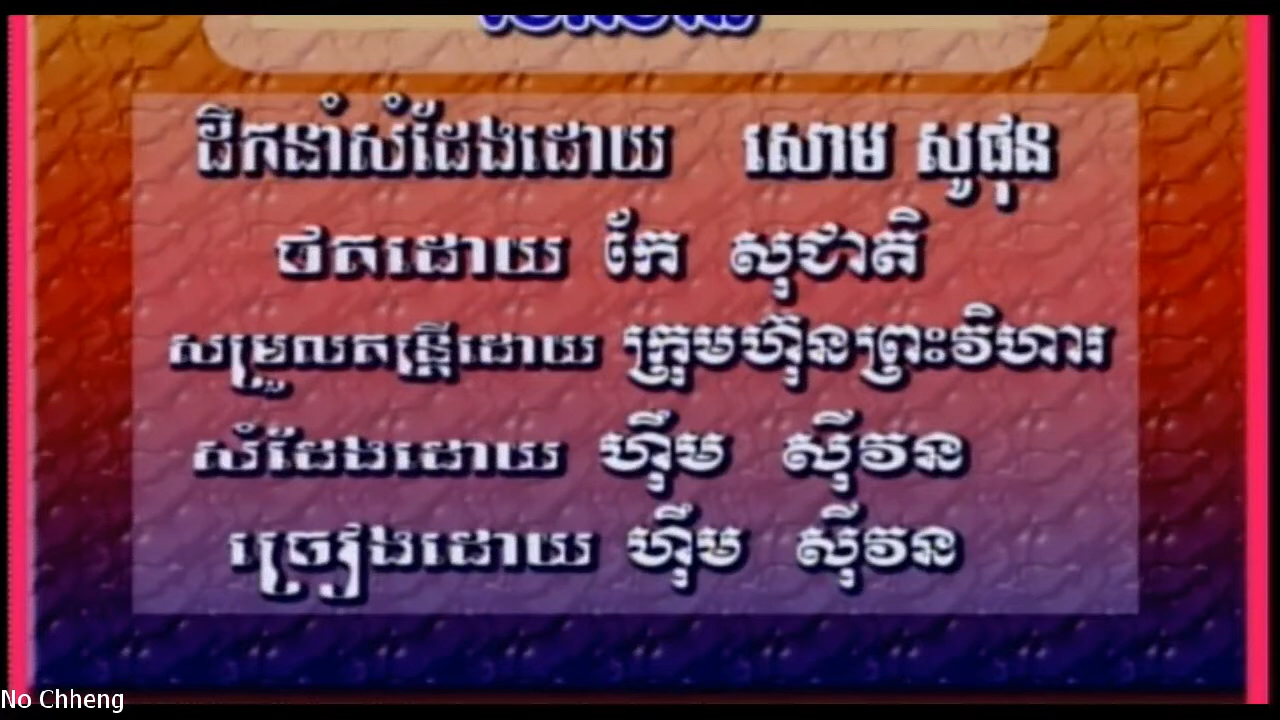 ដឹកនាំសំដែងដោយ សោម សូផុន
ថតដោយ កែ សុជាតិ
សម្រួលតន្ត្រីដោយ ក្រុមហ៊ុនព្រះវិហារ
សំដែងដោយ ហ៊ឹម ស៊ីវន
ច្រៀងដោយ ហ៊ឹម ស៊ីវន
No Chheng